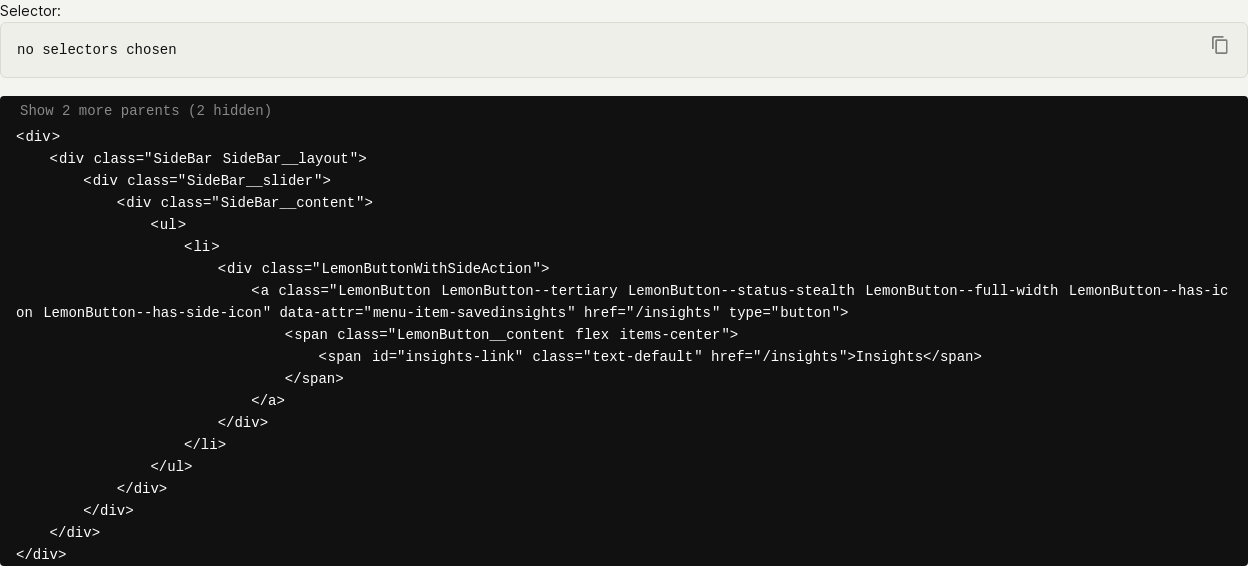 Selector:
no selectors chosen
Show 2 more parents (2 hidden)
<div>
<div class="SideBar SideBar__layout">
<div class="SideBar__slider">
<div class="SideBar__content">
<ul>
<li>
<div class="LemonButtonWithSideAction">
<a class="LemonButton LemonButton--tertiary LemonButton--status-stealth LemonButton--full-width LemonButton--has-ic
on LemonButton--has-side-icon" data-attr="menu-item-savedinsights" href="/insights" type="button">
<span class="LemonButton__content flex items-center">
<span id="insights-link" class="text-default" href="/insights">Insights</span>
</span>
</a>
</div>
</li>
</ul>
</div>
</div>
</div>
</div>